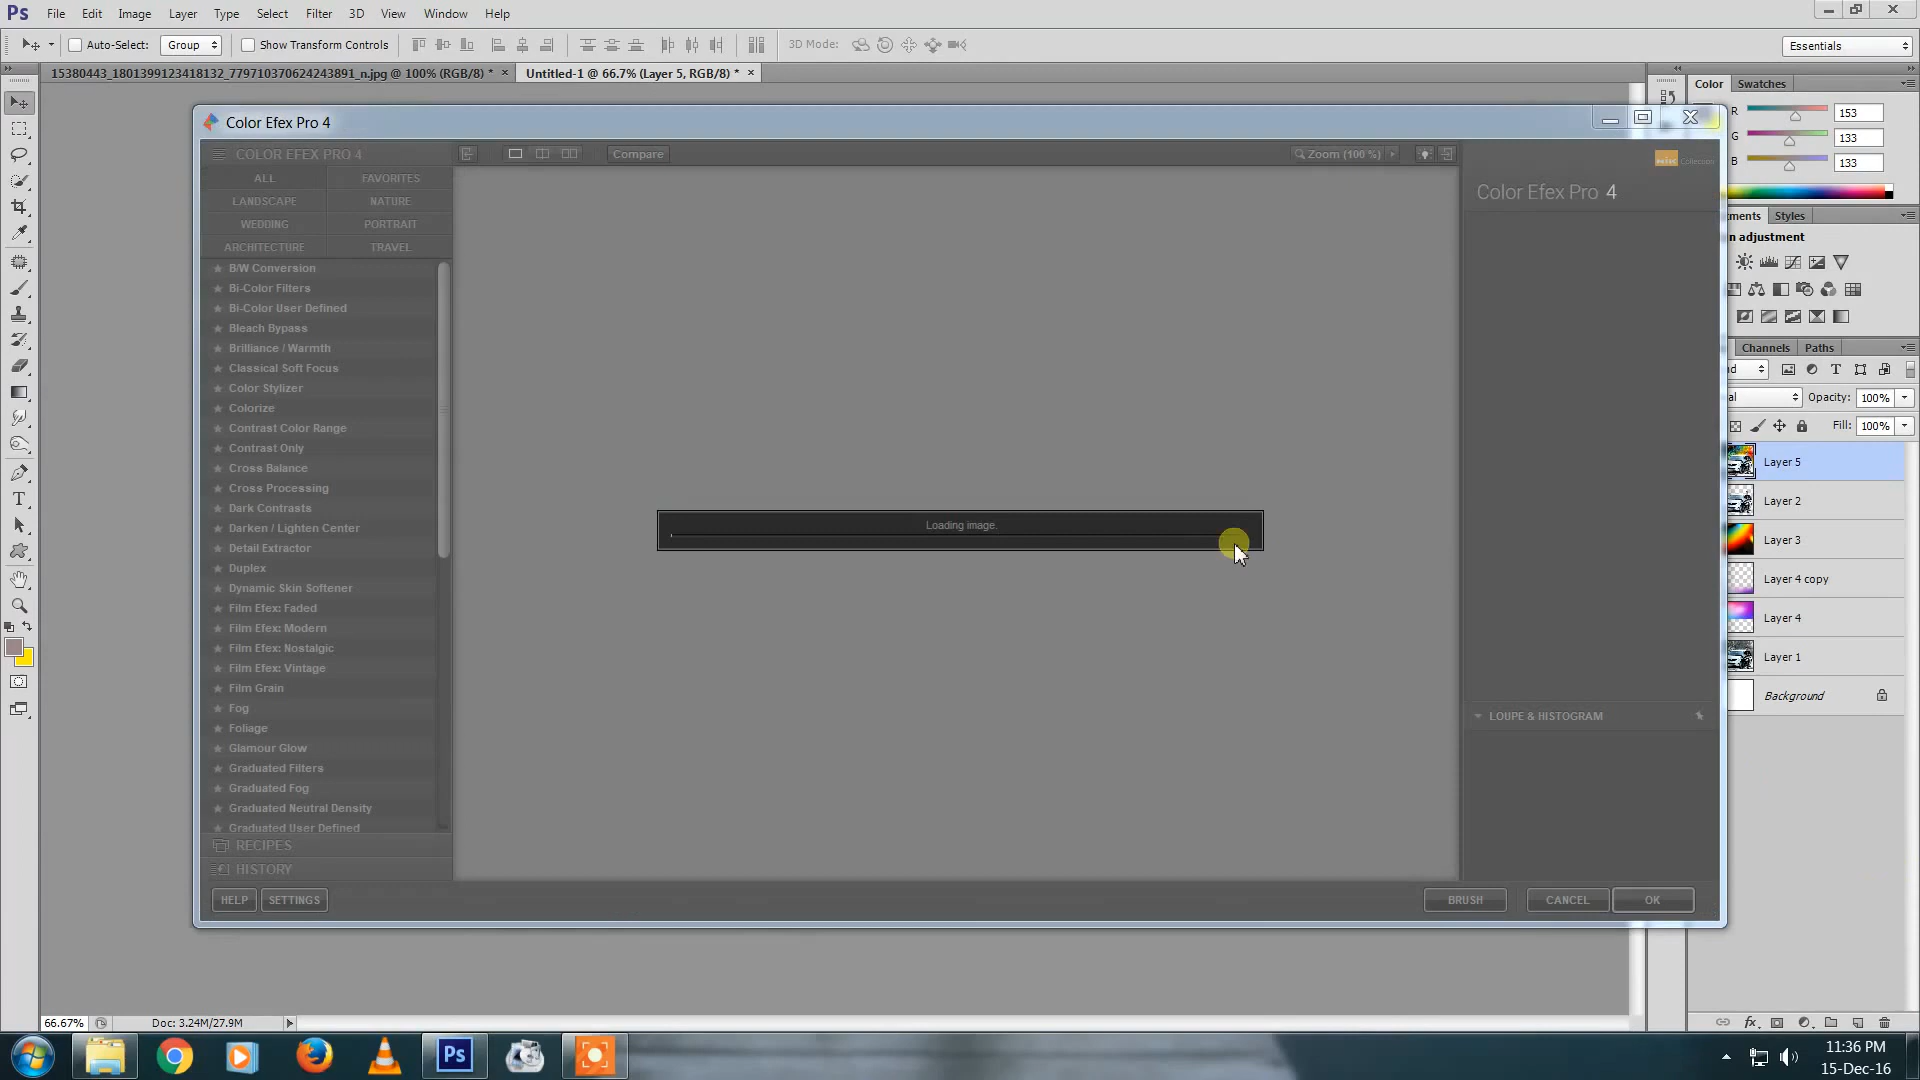 Ps File Edit Image Layer Type Select Filter 3D View Window Help
Auto-Select: Group Show Transform Controls 3D Mode: Essentials
15380443_1801399123418132_7797103706242438​91_n.jpg @ 100% (RGB/8) * × Untitled-1 @ 66.7% (Layer 5, RGB/8) * ×
Color Swatches
R 153
G 133
B 133
ments Styles
n adjustment
Channels Paths
nd
al Opacity: 100%
Fill: 100%
Layer 5
Layer 2
Layer 3
Layer 4 copy
Layer 4
Layer 1
Background
Color Efex Pro 4
COLOR EFEX PRO 4
Compare
Zoom (100 %)
Collection
Color Efex Pro 4
ALL FAVORITES
LANDSCAPE NATURE
WEDDING PORTRAIT
ARCHITECTURE TRAVEL
B/W Conversion
Bi-Color Filters
Bi-Color User Defined
Bleach Bypass
Brilliance / Warmth
Classical Soft Focus
Color Stylizer
Colorize
Contrast Color Range
Contrast Only
Cross Balance
Cross Processing
Dark Contrasts
Darken / Lighten Center
Detail Extractor
Duplex
Dynamic Skin Softener
Film Efex: Faded
Film Efex: Modern
Film Efex: Nostalgic
Film Efex: Vintage
Film Grain
Fog
Foliage
Glamour Glow
Graduated Filters
Graduated Fog
Graduated Neutral Density
Graduated User Defined
RECIPES
HISTORY
Loading image.
LOUPE & HISTOGRAM
HELP SETTINGS BRUSH CANCEL OK
66.67% Doc: 3.24M/27.9M
fx
Ps
11:36 PM
15-Dec-16